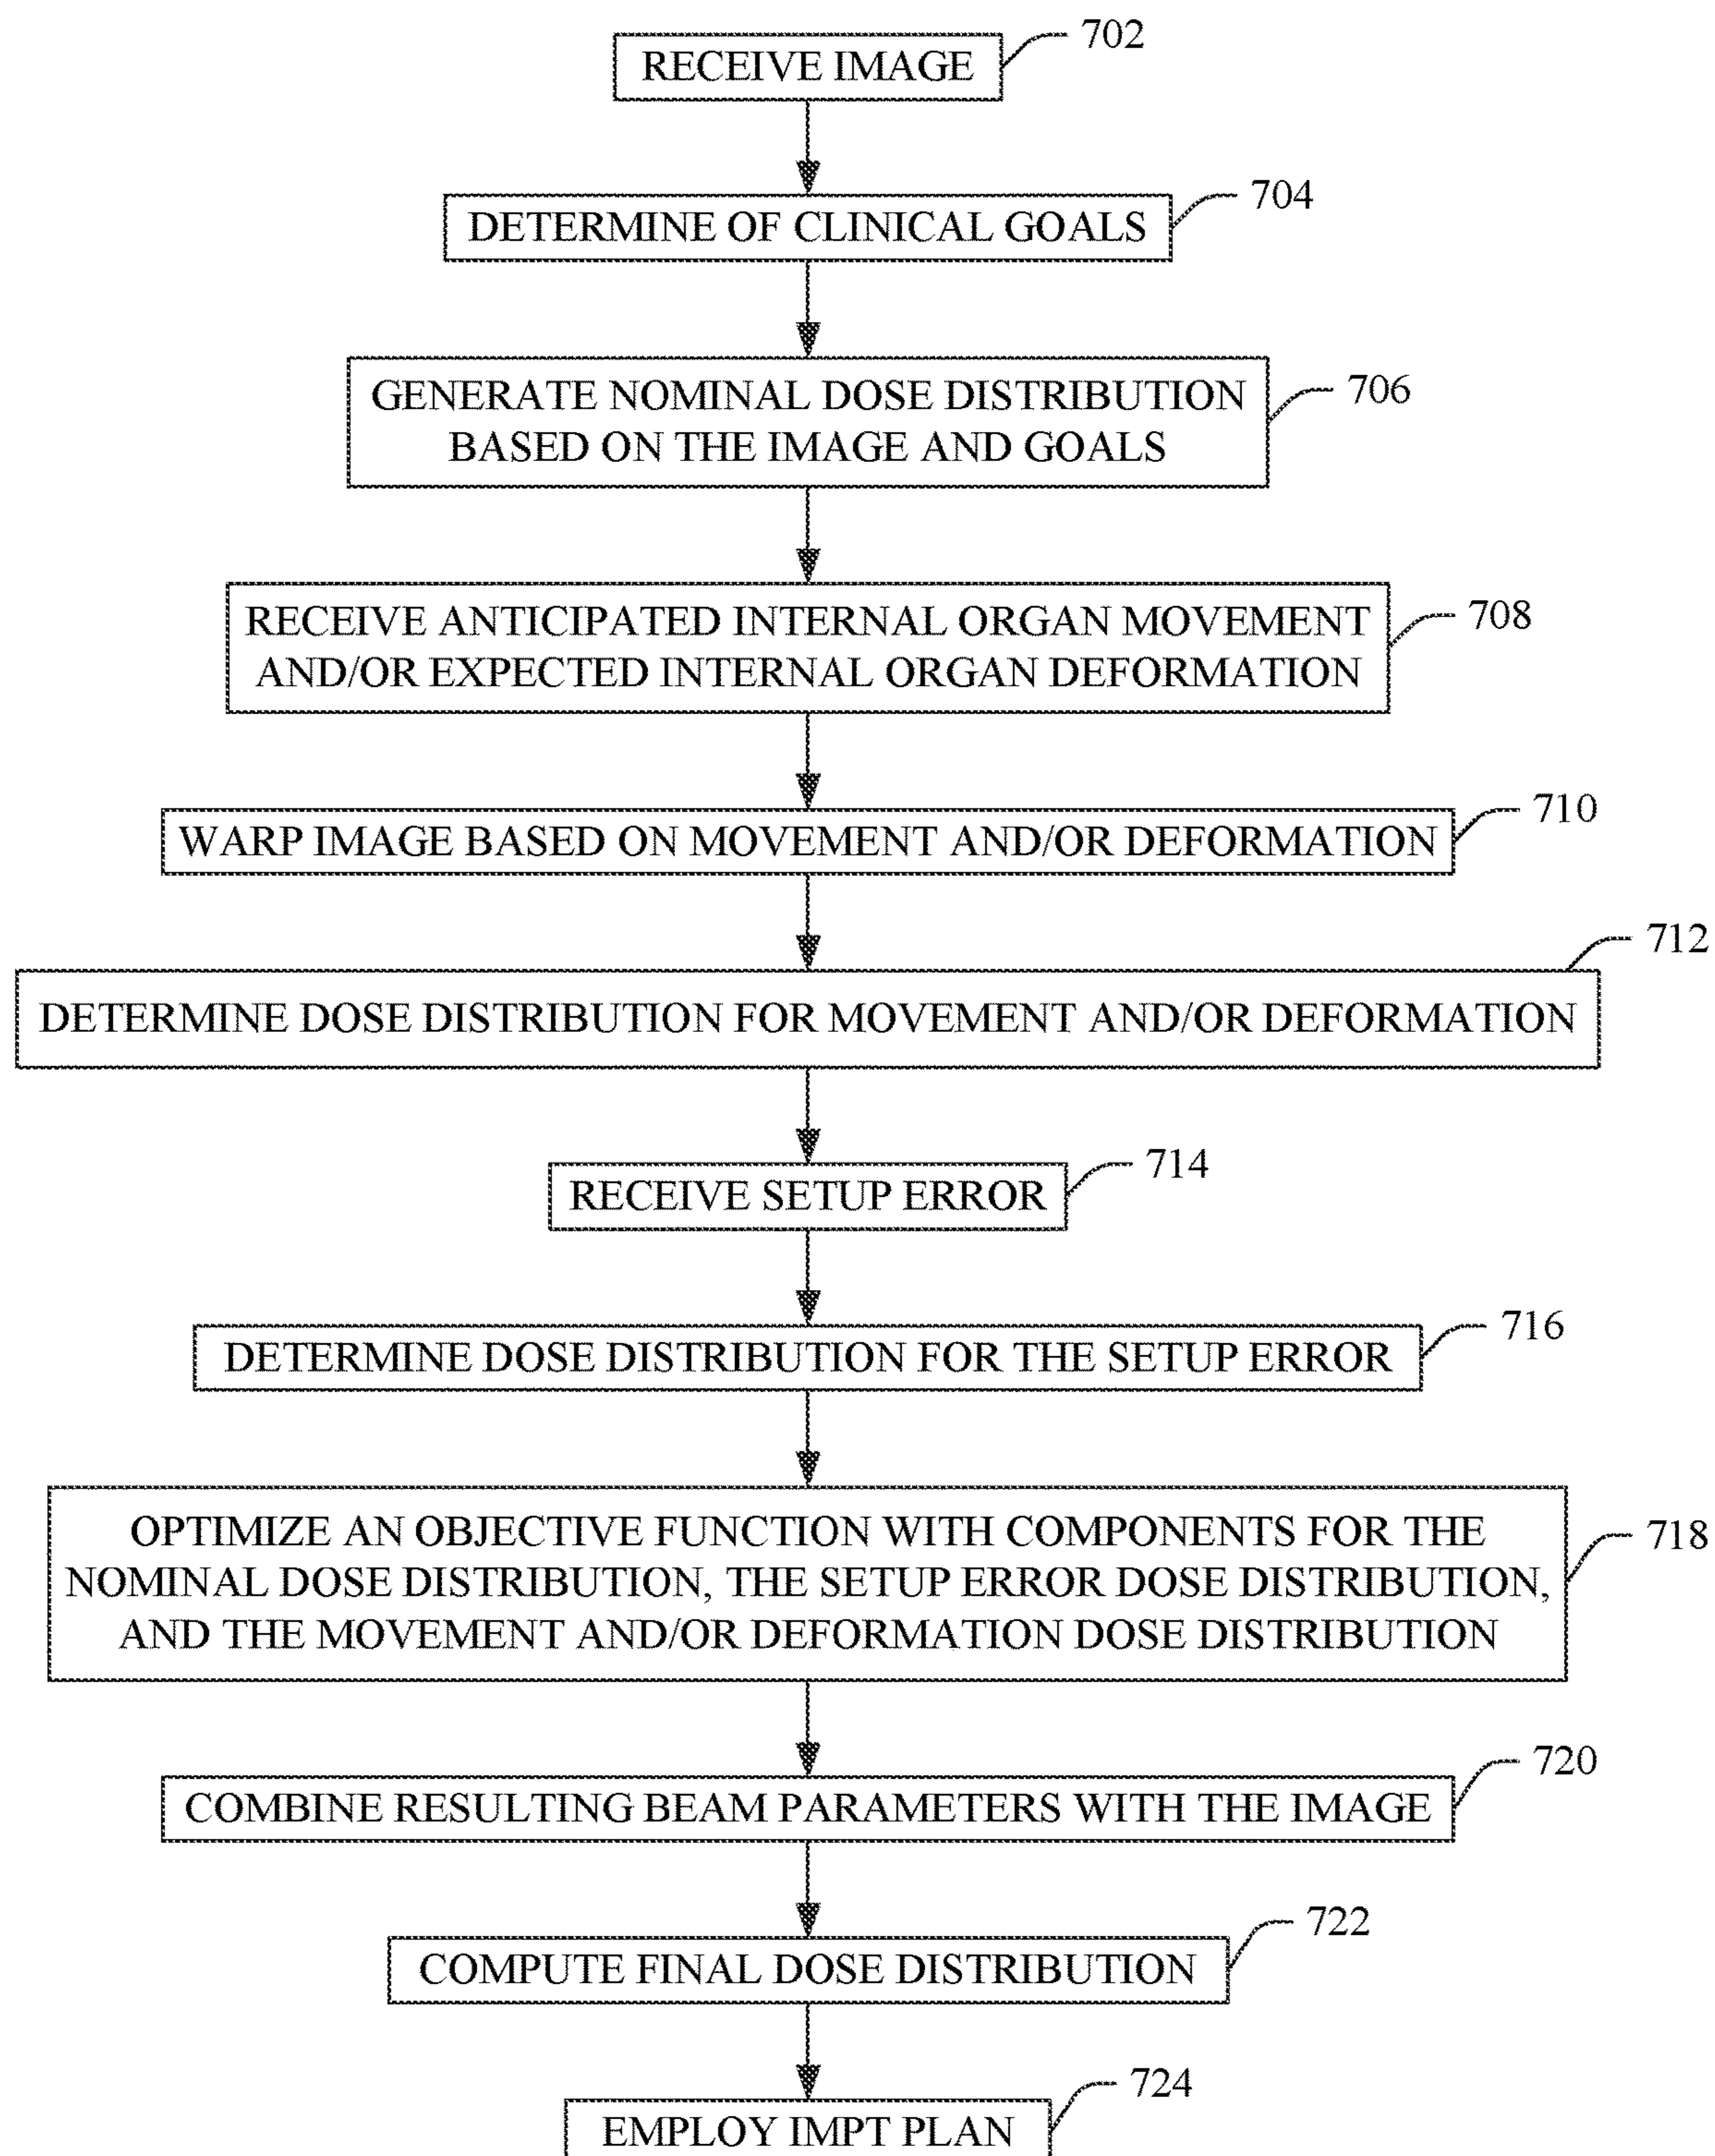 702
RECEIVE IMAGE
704
DETERMINE OF CLINICAL GOALS
706
GENERATE NOMINAL DOSE DISTRIBUTION
BASED ON THE IMAGE AND GOALS
708
RECEIVE ANTICIPATED INTERNAL ORGAN MOVEMENT
AND/OR EXPECTED INTERNAL ORGAN DEFORMATION
710
WARP IMAGE BASED ON MOVEMENT AND/OR DEFORMATION
712
DETERMINE DOSE DISTRIBUTION FOR MOVEMENT AND/OR DEFORMATION
714
RECEIVE SETUP ERROR
716
DETERMINE DOSE DISTRIBUTION FOR THE SETUP ERROR
718
OPTIMIZE AN OBJECTIVE FUNCTION WITH COMPONENTS FOR THE
NOMINAL DOSE DISTRIBUTION, THE SETUP ERROR DOSE DISTRIBUTION,
AND THE MOVEMENT AND/OR DEFORMATION DOSE DISTRIBUTION
720
COMBINE RESULTING BEAM PARAMETERS WITH THE IMAGE
722
COMPUTE FINAL DOSE DISTRIBUTION
724
EMPLOY IMPT PLAN